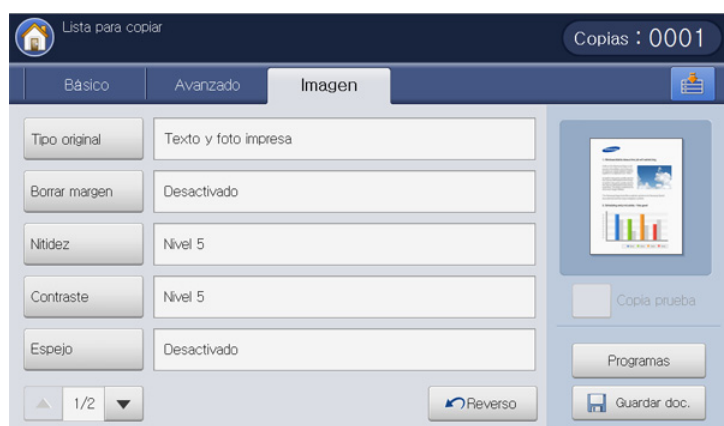 Lista para copiar
Copias : 0001
Básico
Avanzado
Imagen
Tipo original
Texto y foto impresa
Borrar margen
Desactivado
Nitidez
Nivel 5
Contraste
Nivel 5
Copia prueba
Espejo
Desactivado
Programas
1/2
Reverso
Guardar doc.